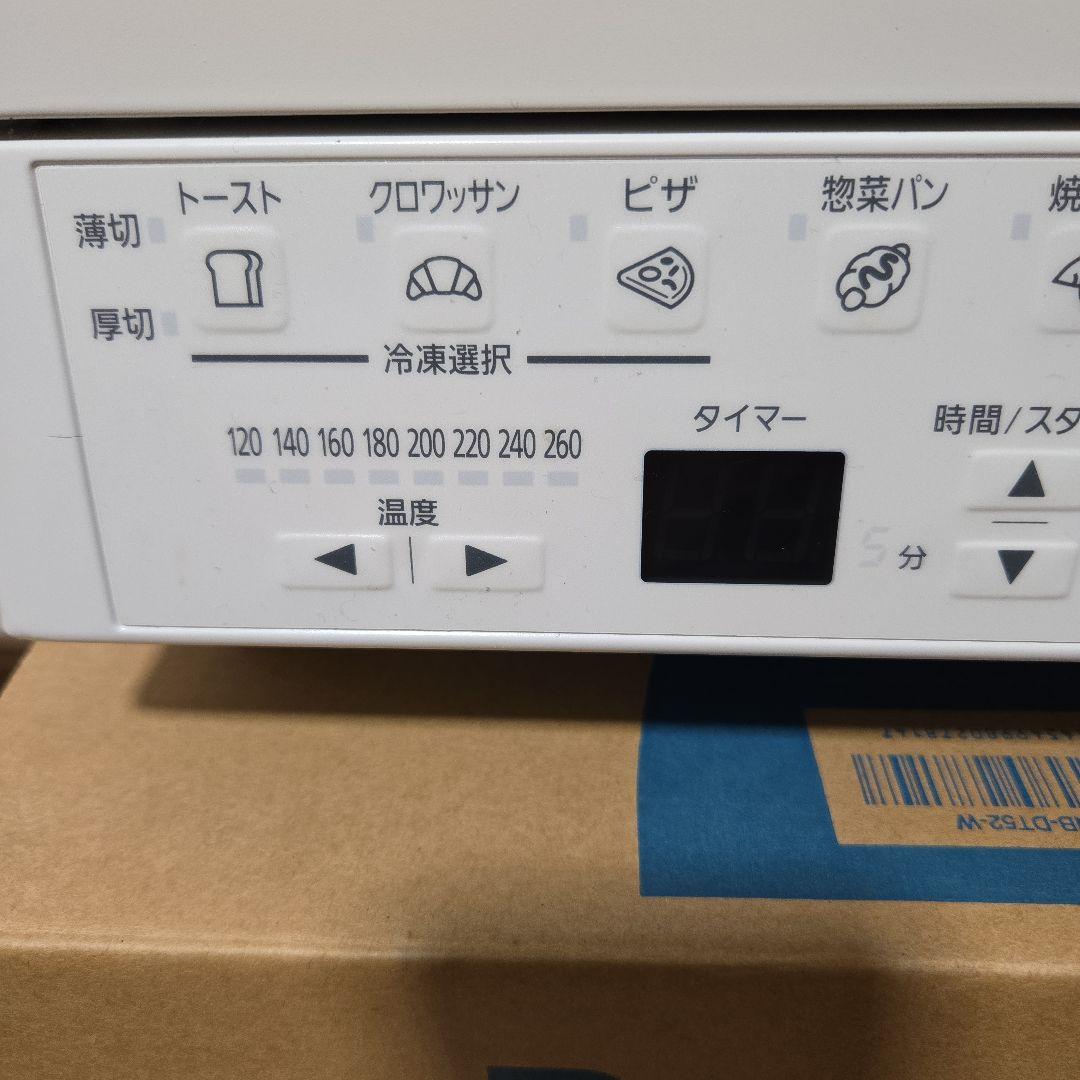 トースト クロワッサン ピザ 惣菜パン 焼
薄切
厚切
冷凍選択
タイマー 時間/スタ
120 140 160 180 200 220 240 260
温度
5 分
B-DT52-W